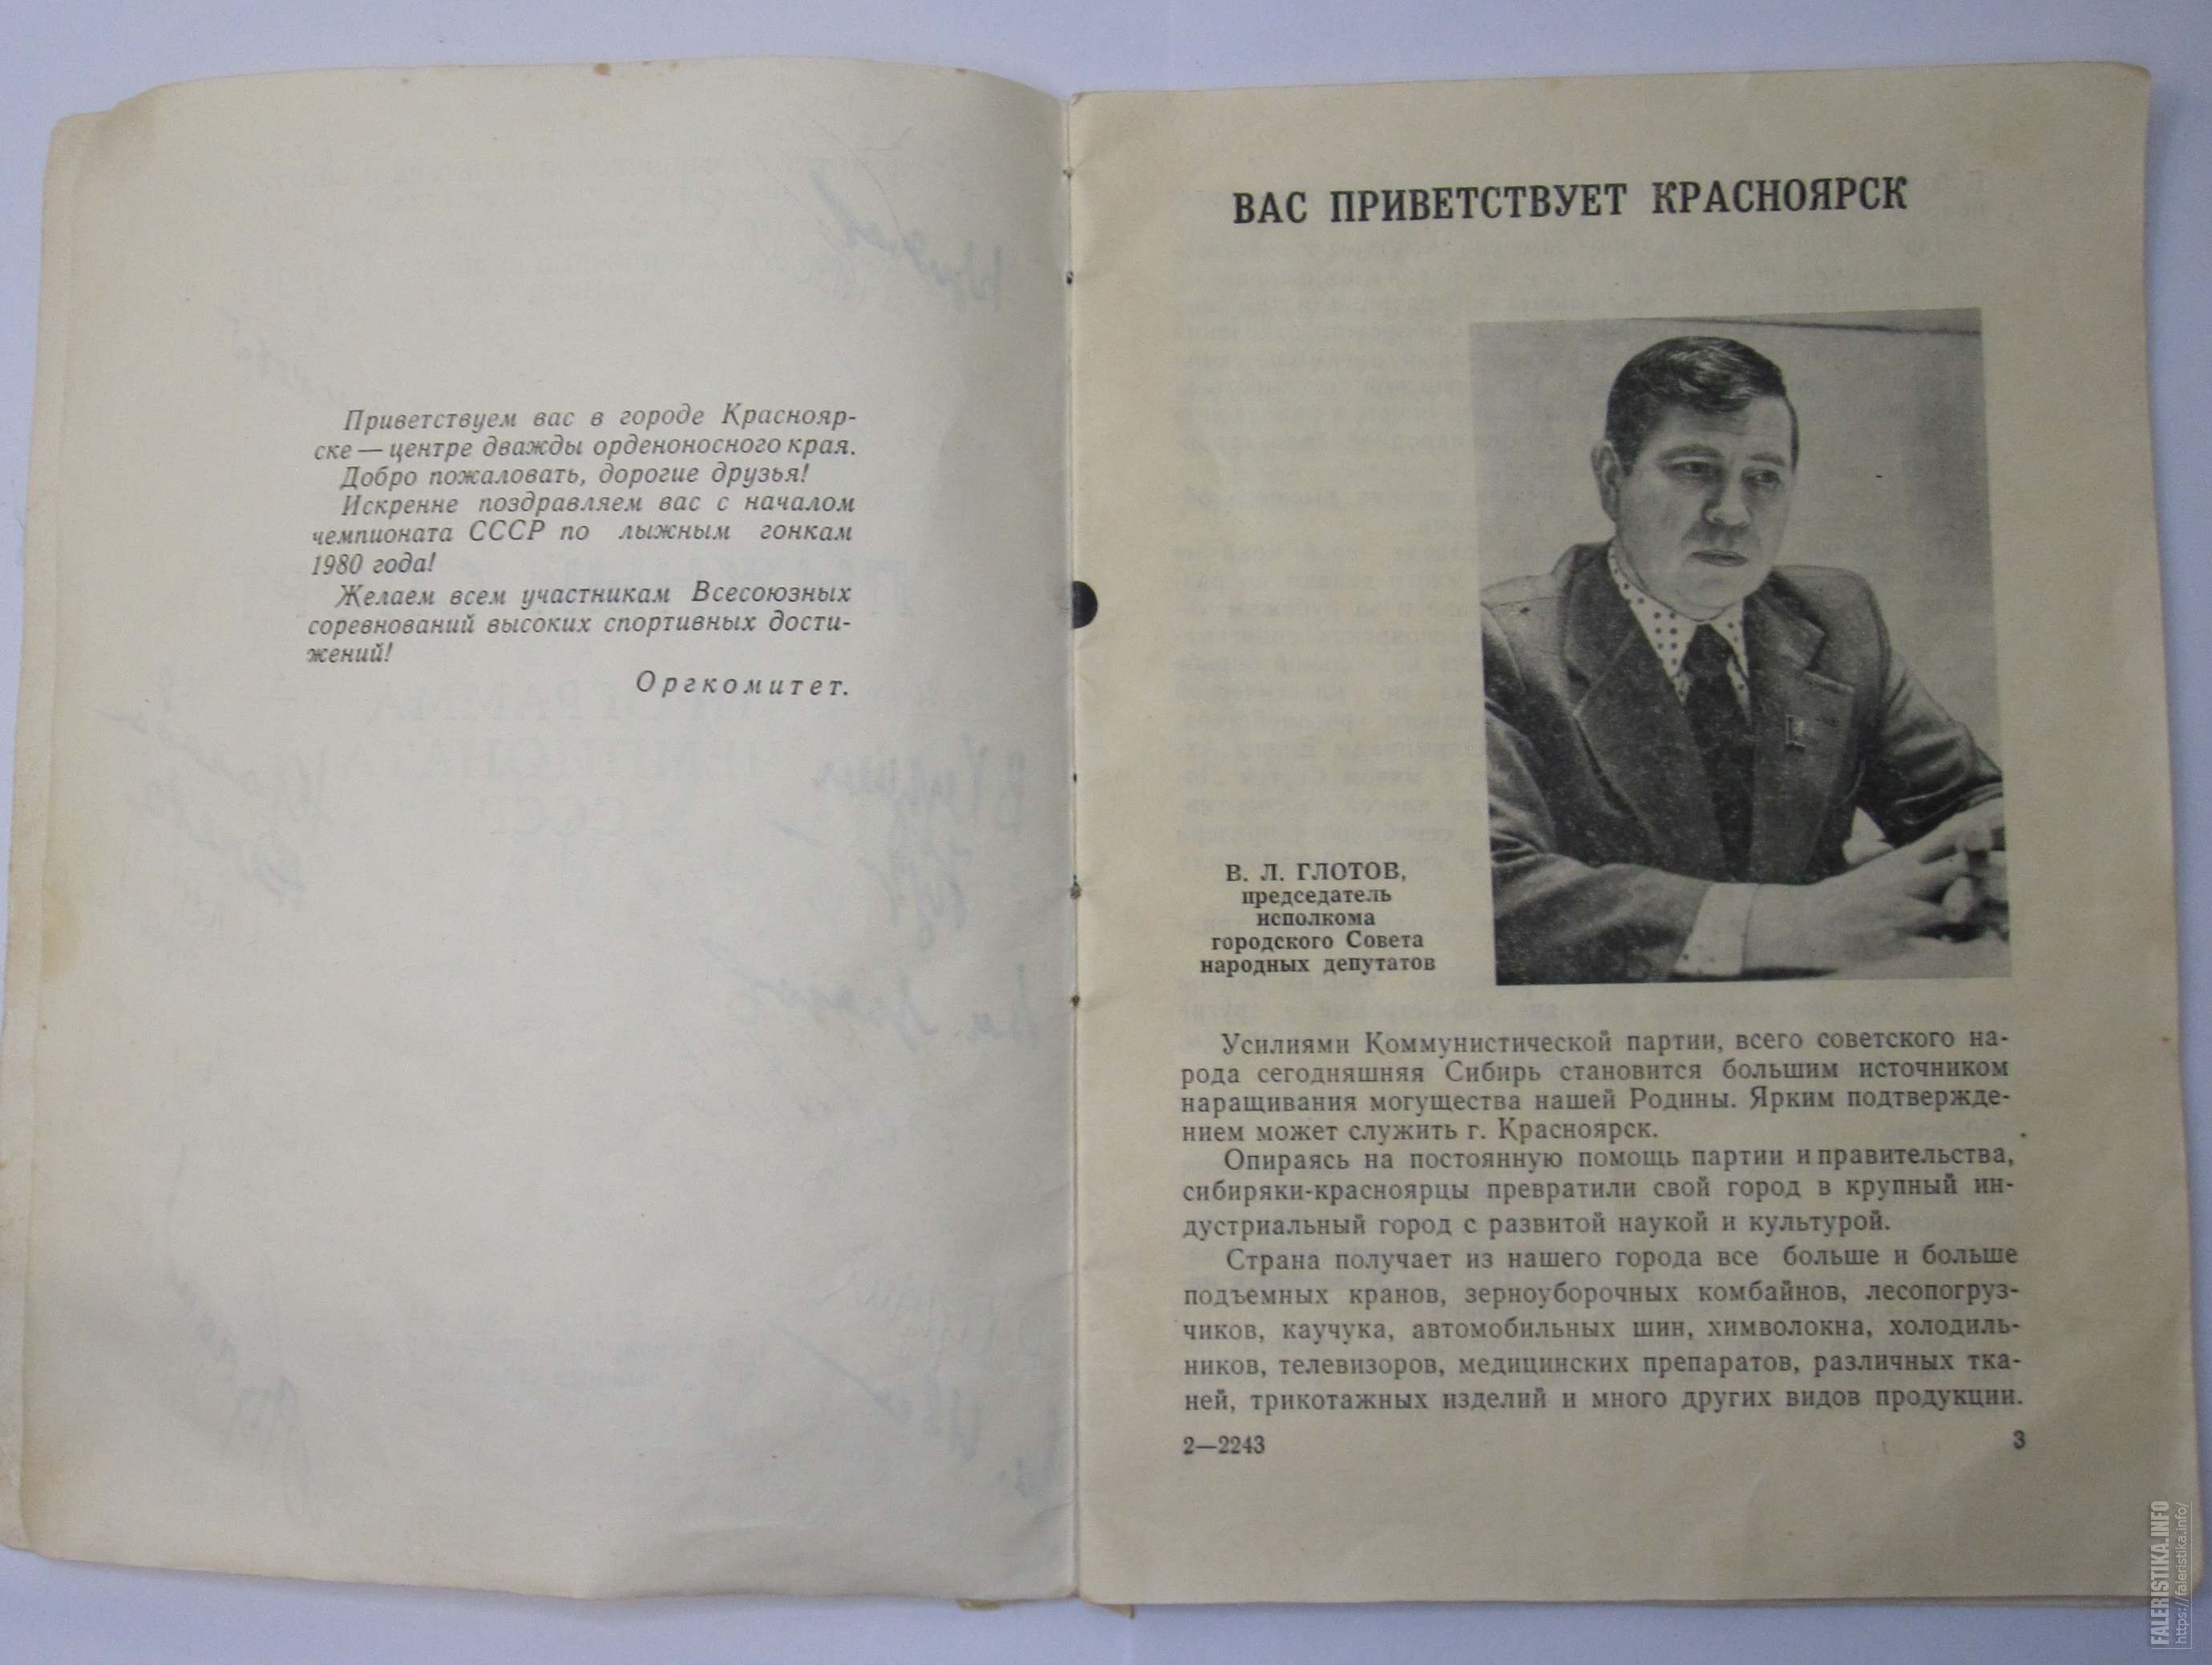 Приветствуем вас в городе Краснояр-
ске — центре дважды орденоносного края.
Добро пожаловать, дорогие друзья!
Искренне поздравляем вас с началом
чемпионата СССР по лыжным гонкам
1980 года!
Желаем всем участникам Всесоюзных
соревнований высоких спортивных дости-
жений!
Оргкомитет.
ВАС ПРИВЕТСТВУЕТ КРАСНОЯРСК
В. Л. ГЛОТОВ,
председатель
исполкома
городского Совета
народных депутатов
Усилиями Коммунистической партии, всего советского на-
рода сегодняшняя Сибирь становится большим источником
наращивания могущества нашей Родины. Ярким подтвержде-
нием может служить г. Красноярск.
Опираясь на постоянную помощь партии и правительства,
сибиряки-красноярцы превратили свой город в крупный ин-
дустриальный город с развитой наукой и культурой.
Страна получает из нашего города все больше и больше
подъемных кранов, зерноуборочных комбайнов, лесопогруз-
чиков, каучука, автомобильных шин, химволокна, холодиль-
ников, телевизоров, медицинских препаратов, различных тка-
ней, трикотажных изделий и много других видов продукции.
2—2243
3
FALERISTIKA.INFO
https://faleristika.info/